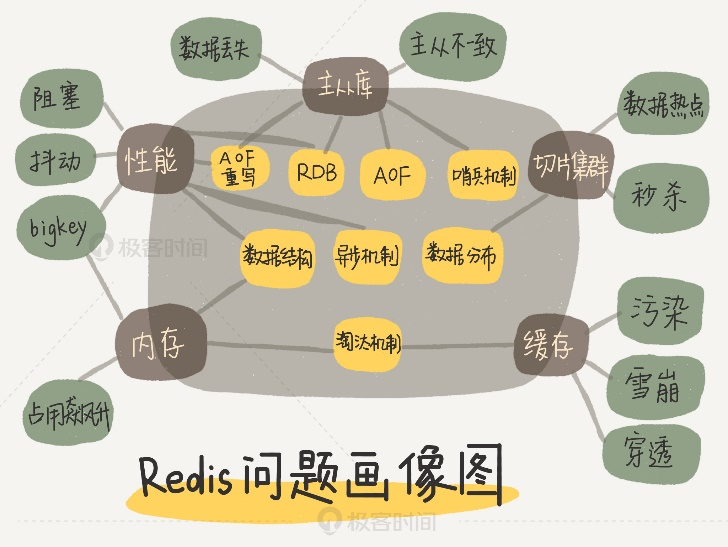 数据丢失
主从不一致
阻塞
主从库
数据热点
抖动
性能
AOF
重写
RDB
AOF
哨兵机制
切片集群
秒杀
bigkey
极客时间
数据结构
异步机制
数据分布
污染
内存
淘汰机制
缓存
雪崩
占用飙升
穿透
Redis问题画像图
极客时间